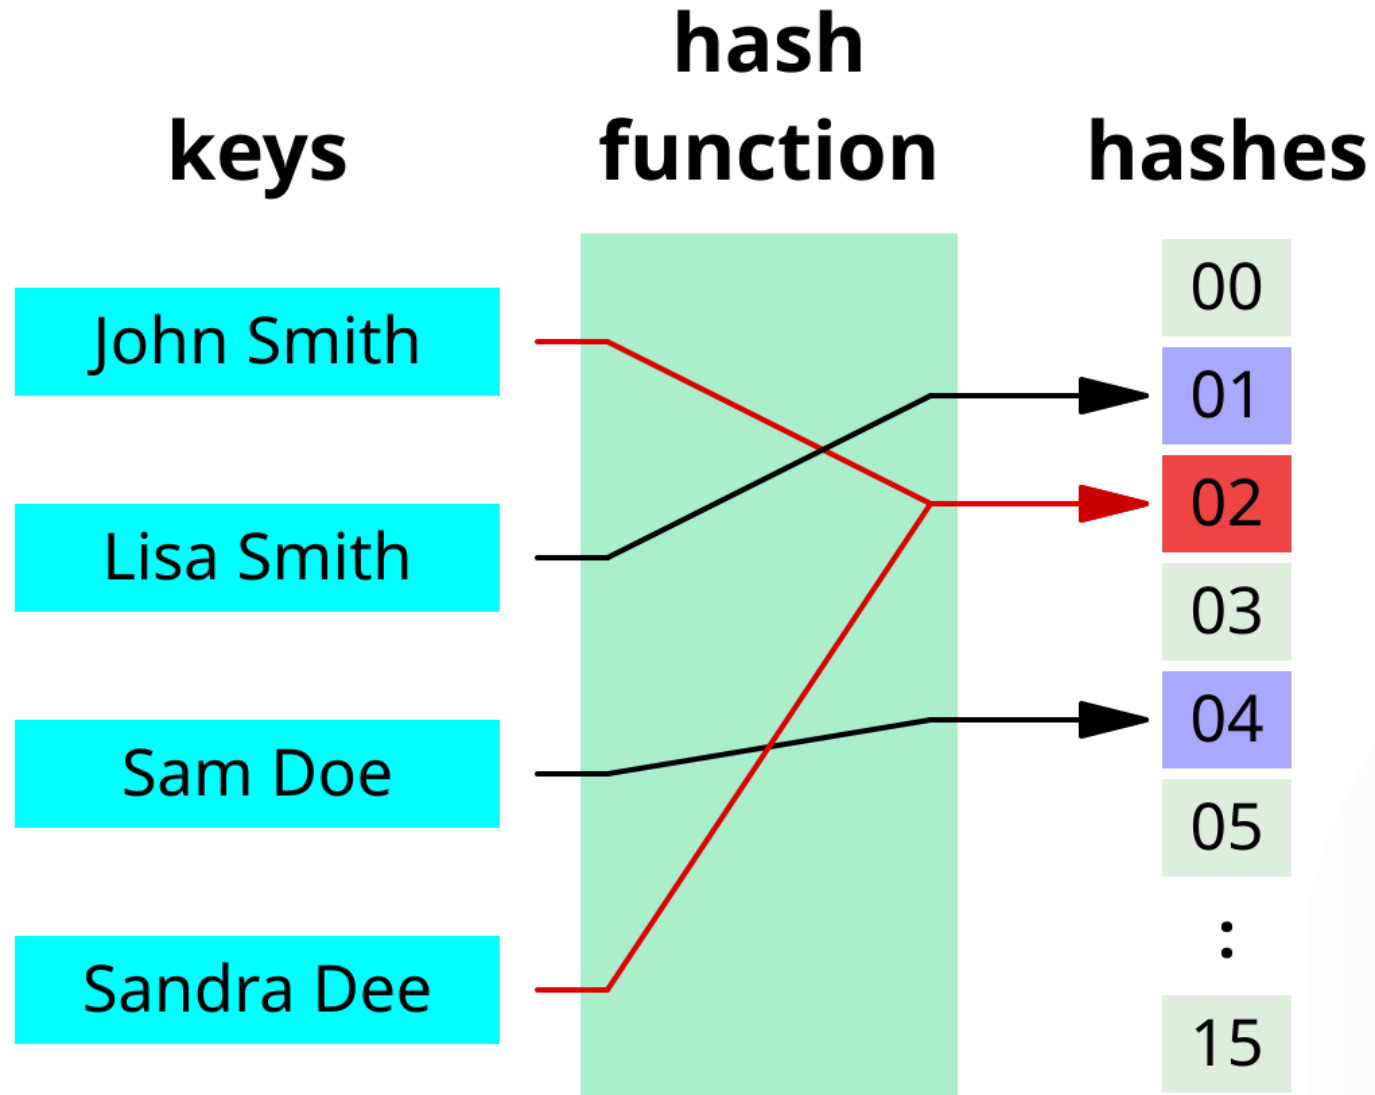 hash
keys function hashes
John Smith
Lisa Smith
Sam Doe
Sandra Dee
00
01
02
03
04
05
:
15